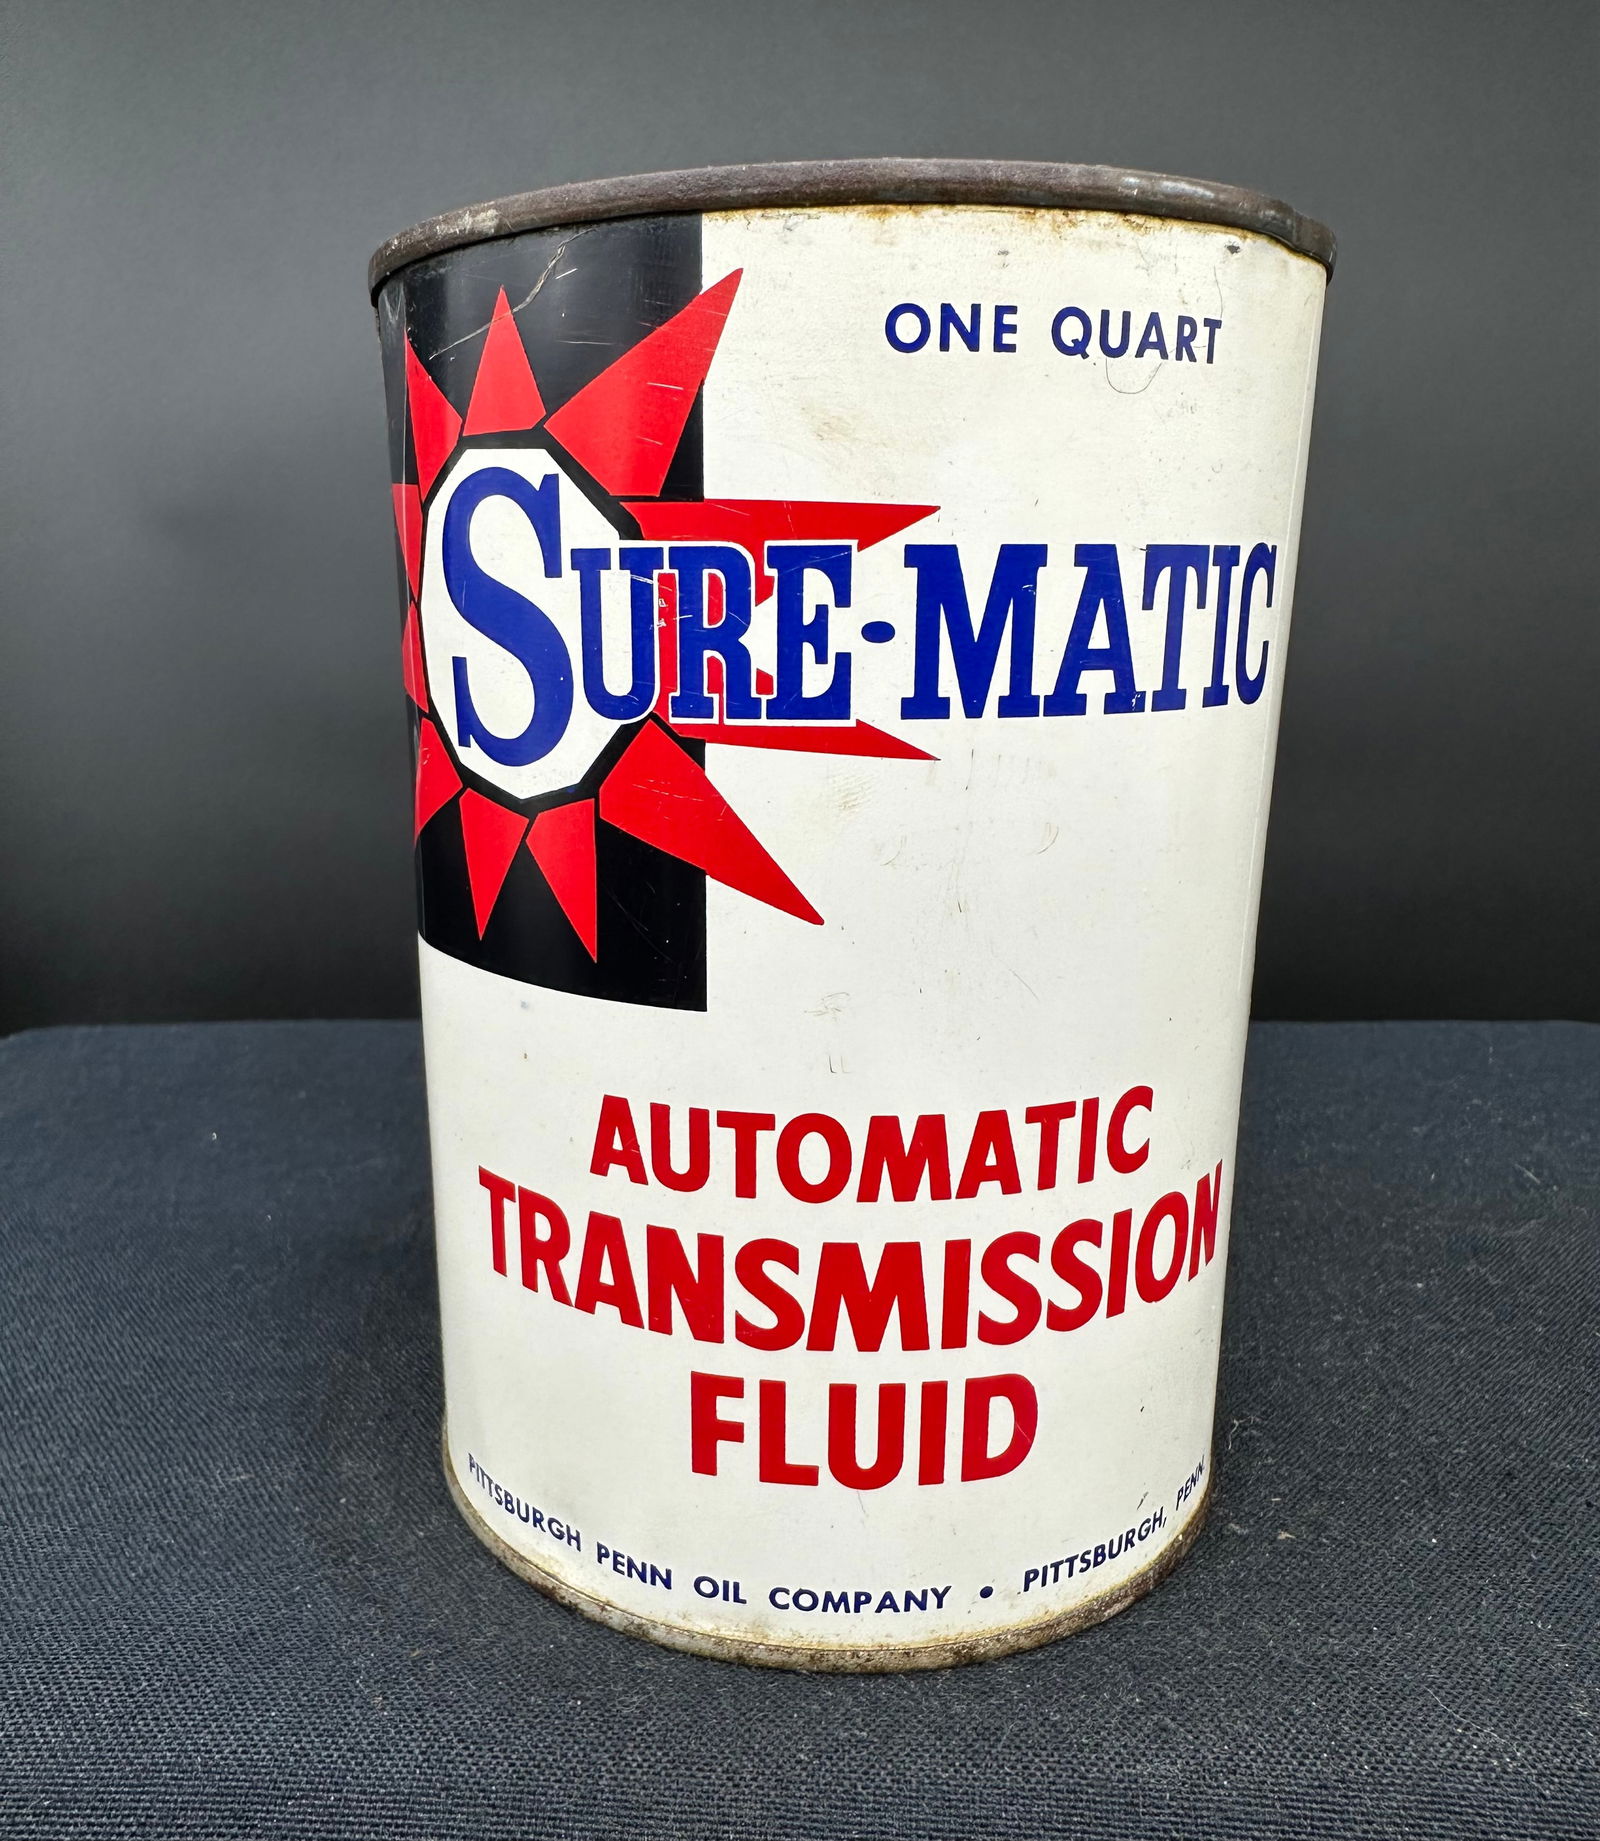 ONE QUART
SURE-MATIC
AUTOMATIC
TRANSMISSION
FLUID
PITTSBURGH PENN OIL COMPANY • PITTSBURGH, PENN.